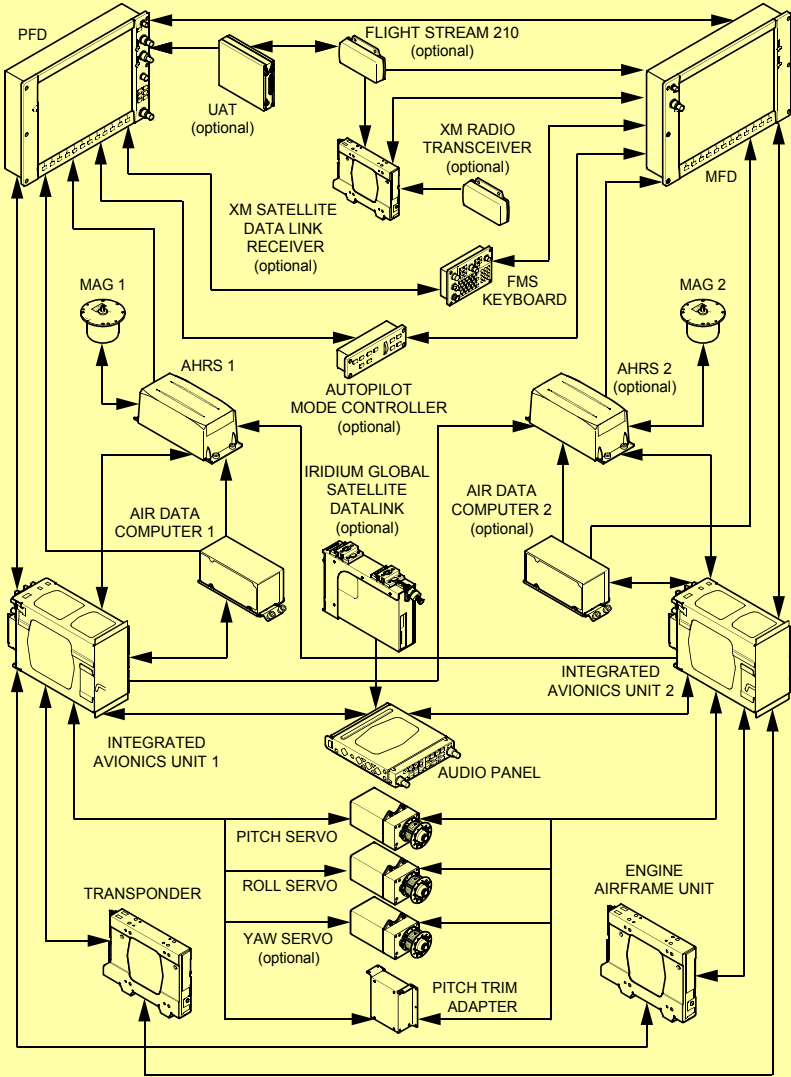 PFD
FLIGHT STREAM 210
(optional)
UAT
(optional)
XM RADIO
TRANSCEIVER
(optional)
MFD
XM SATELLITE
DATA LINK
RECEIVER
(optional)
FMS
KEYBOARD
MAG 1
MAG 2
AHRS 1
AHRS 2
(optional)
AUTOPILOT
MODE CONTROLLER
(optional)
IRIDIUM GLOBAL
SATELLITE
DATALINK
(optional)
AIR DATA
COMPUTER 1
AIR DATA
COMPUTER 2
(optional)
INTEGRATED
AVIONICS UNIT 2
INTEGRATED
AVIONICS UNIT 1
AUDIO PANEL
PITCH SERVO
ROLL SERVO
YAW SERVO
(optional)
TRANSPONDER
ENGINE
AIRFRAME UNIT
PITCH TRIM
ADAPTER